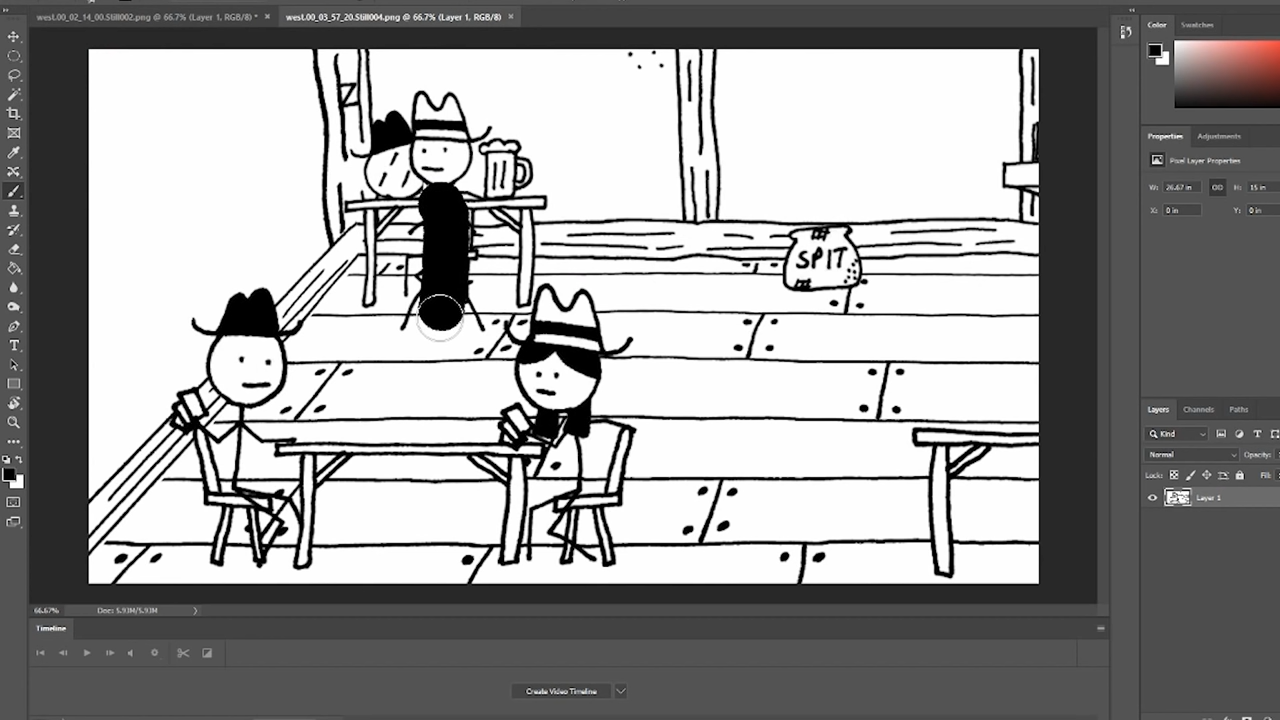 west.00_02_14_00.Still002.png @ 66.7% (Layer 1, RGB/8) * ×
west.00_03_57_20.Still004.png @ 66.7% (Layer 1, RGB/8) ×
Color Swatches
Properties Adjustments
Pixel Layer Properties
W: 26.67 in H: 15 in
X: 0 in Y: 0 in
SPIT
Layers Channels Paths
Kind
Normal Opacity:
Lock: Fill:
Layer 1
66.67% Doc: 5.93M/5.93M
Timeline
Create Video Timeline